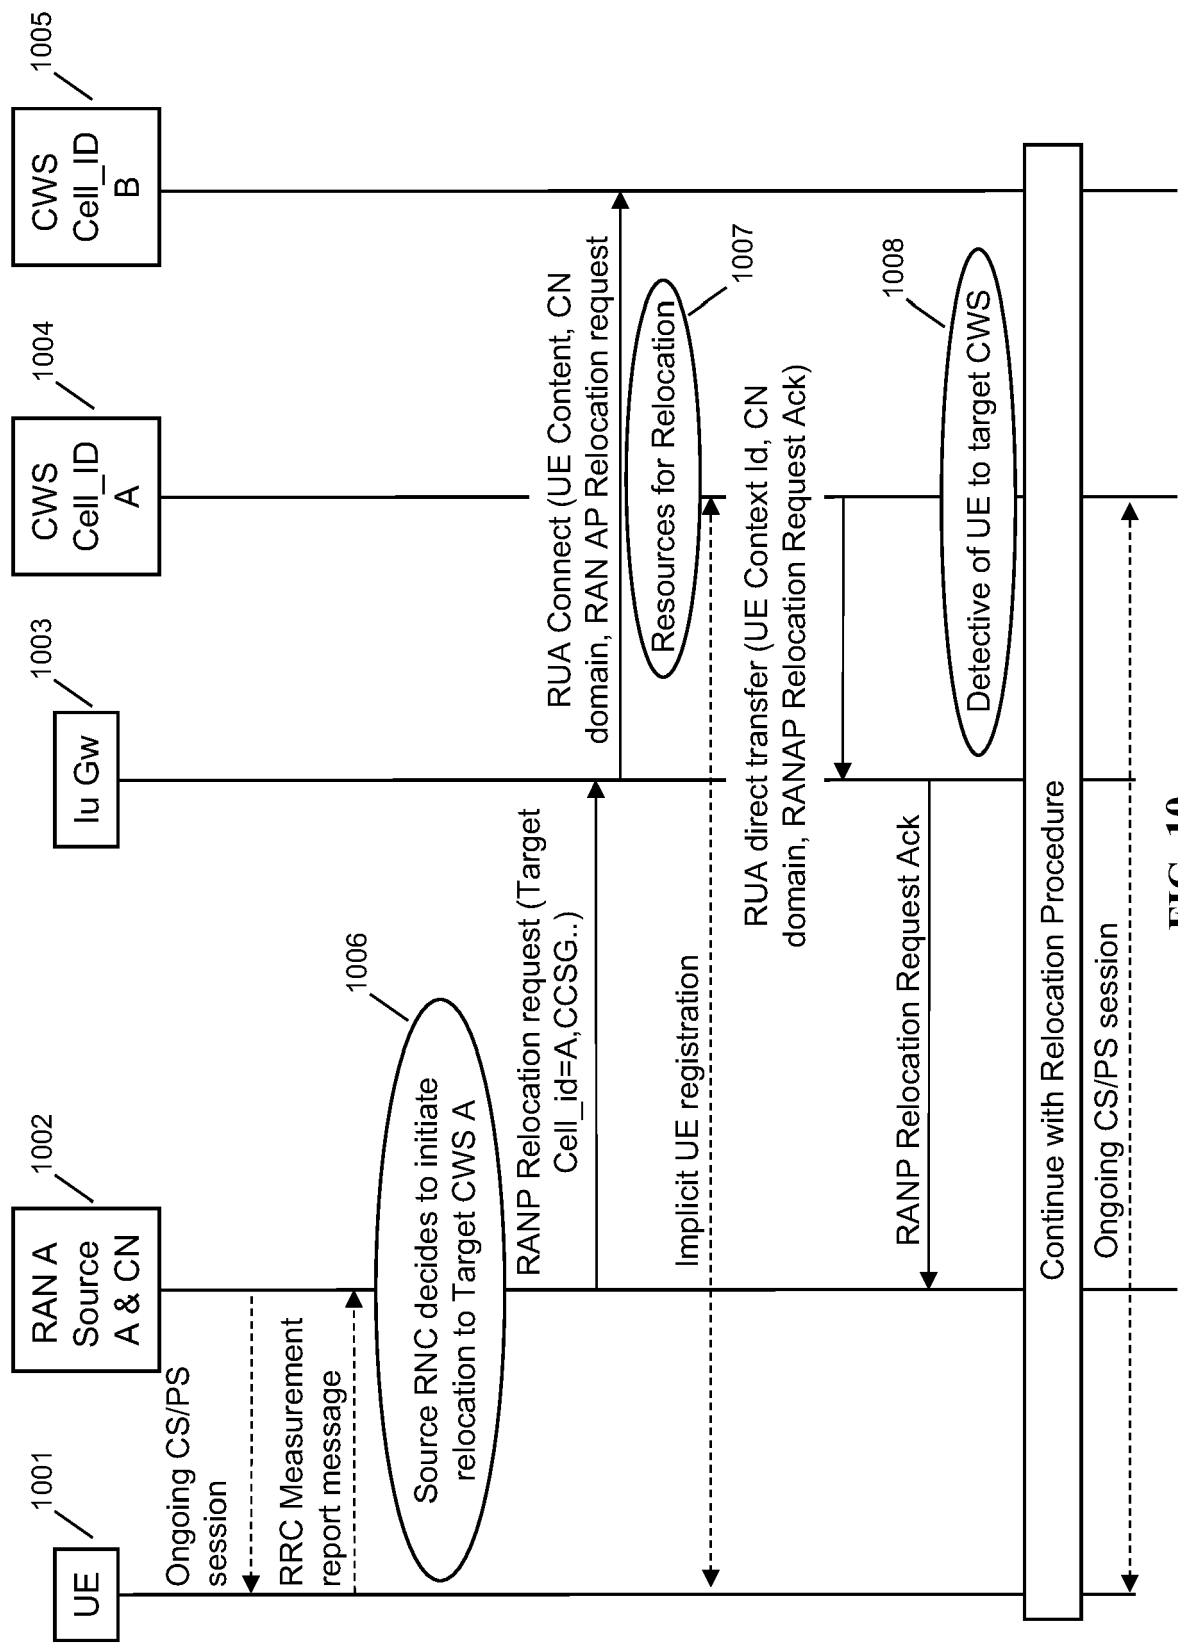 UE
1001
RAN A
Source
A & CN
1002
Iu Gw
1003
CWS
Cell_ID
A
1004
CWS
Cell_ID
B
1005
Ongoing CS/PS
session
RRC Measurement
report message
Source RNC decides to initiate
relocation to Target CWS A
1006
RANP Relocation request (Target
Cell_id=A,CCSG..)
RUA Connect (UE Content, CN
domain, RAN AP Relocation request
Resources for Relocation
1007
Implicit UE registration
RUA direct transfer (UE Context Id, CN
domain, RANAP Relocation Request Ack)
RANP Relocation Request Ack
Detective of UE to target CWS
1008
Continue with Relocation Procedure
Ongoing CS/PS session
FIG. 10